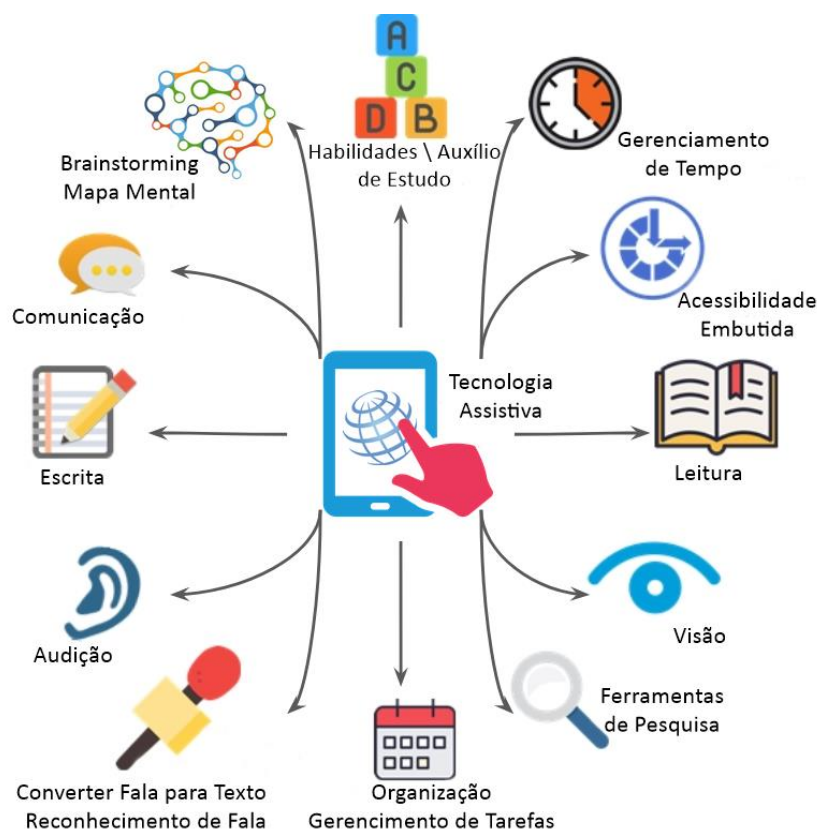 A
C
D B
Habilidades \ Auxílio
de Estudo
Gerenciamento
de Tempo
Brainstorming
Mapa Mental
Acessibilidade
Embutida
Comunicação
Tecnologia
Assistiva
Escrita
Leitura
Audição
Visão
Ferramentas
de Pesquisa
Converter Fala para Texto
Reconhecimento de Fala
Organização
Gerencimento de Tarefas